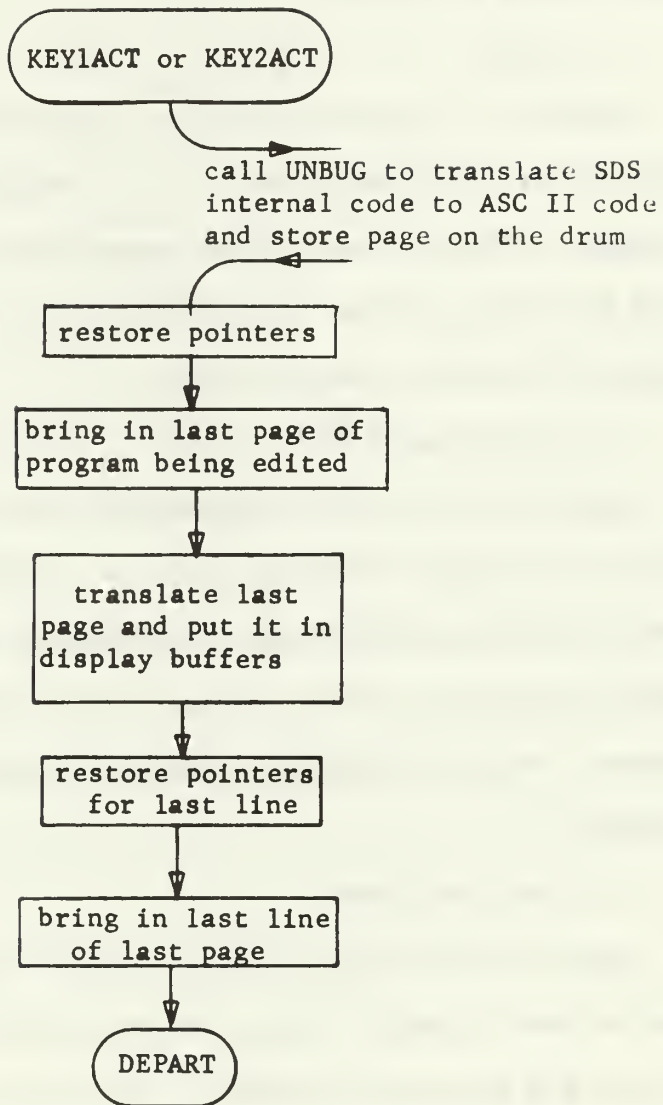 KEY1ACT or KEY2ACT
call UNBUG to translate SDS
internal code to ASC II code
and store page on the drum
restore pointers
bring in last page of
program being edited
translate last
page and put it in
display buffers
restore pointers
for last line
bring in last line
of last page
DEPART